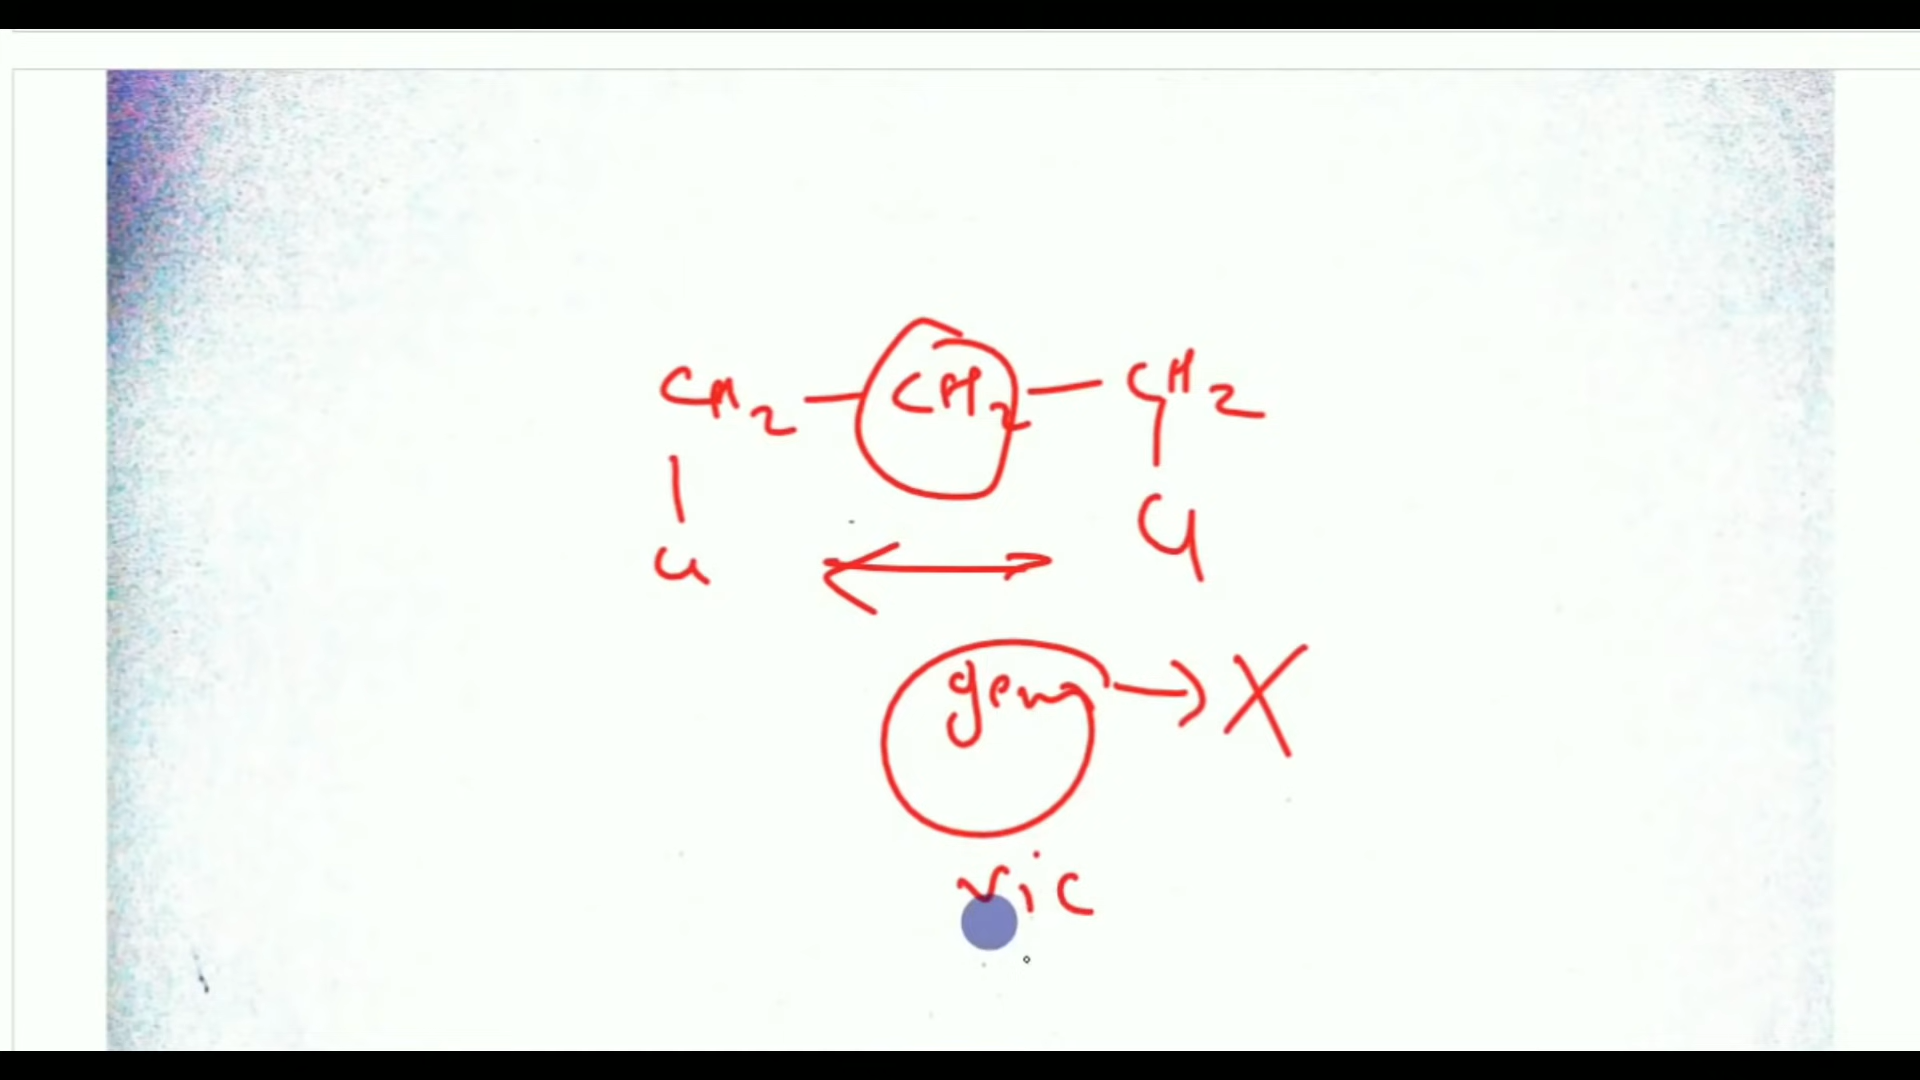 CH2 — CH2 — CH2
Cl Cl
gem → X
vic